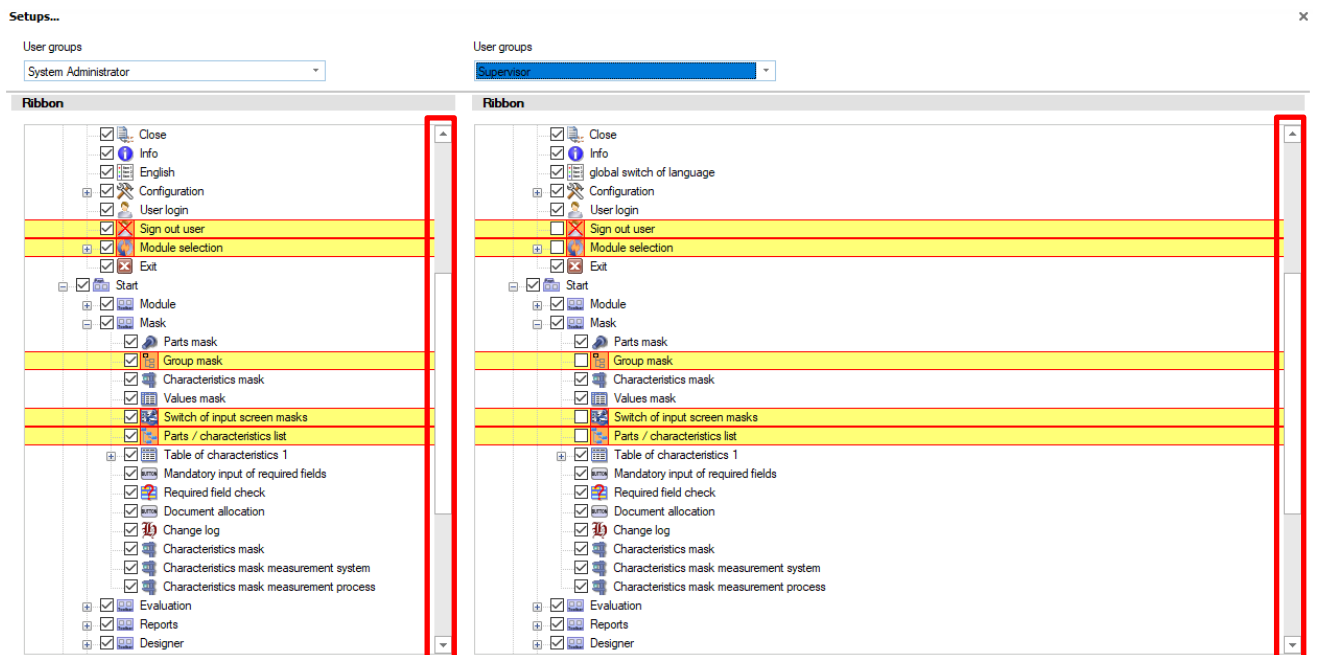 Setups...
User groups
System Administrator
Ribbon
Close
Info
English
Configuration
User login
Sign out user
Module selection
Exit
Start
Module
Mask
Parts mask
Group mask
Characteristics mask
Values mask
Switch of input screen masks
Parts / characteristics list
Table of characteristics 1
Mandatory input of required fields
Required field check
Document allocation
Change log
Characteristics mask
Characteristics mask measurement system
Characteristics mask measurement process
Evaluation
Reports
Designer
User groups
Supervisor
Ribbon
Close
Info
global switch of language
Configuration
User login
Sign out user
Module selection
Exit
Start
Module
Mask
Parts mask
Group mask
Characteristics mask
Values mask
Switch of input screen masks
Parts / characteristics list
Table of characteristics 1
Mandatory input of required fields
Required field check
Document allocation
Change log
Characteristics mask
Characteristics mask measurement system
Characteristics mask measurement process
Evaluation
Reports
Designer